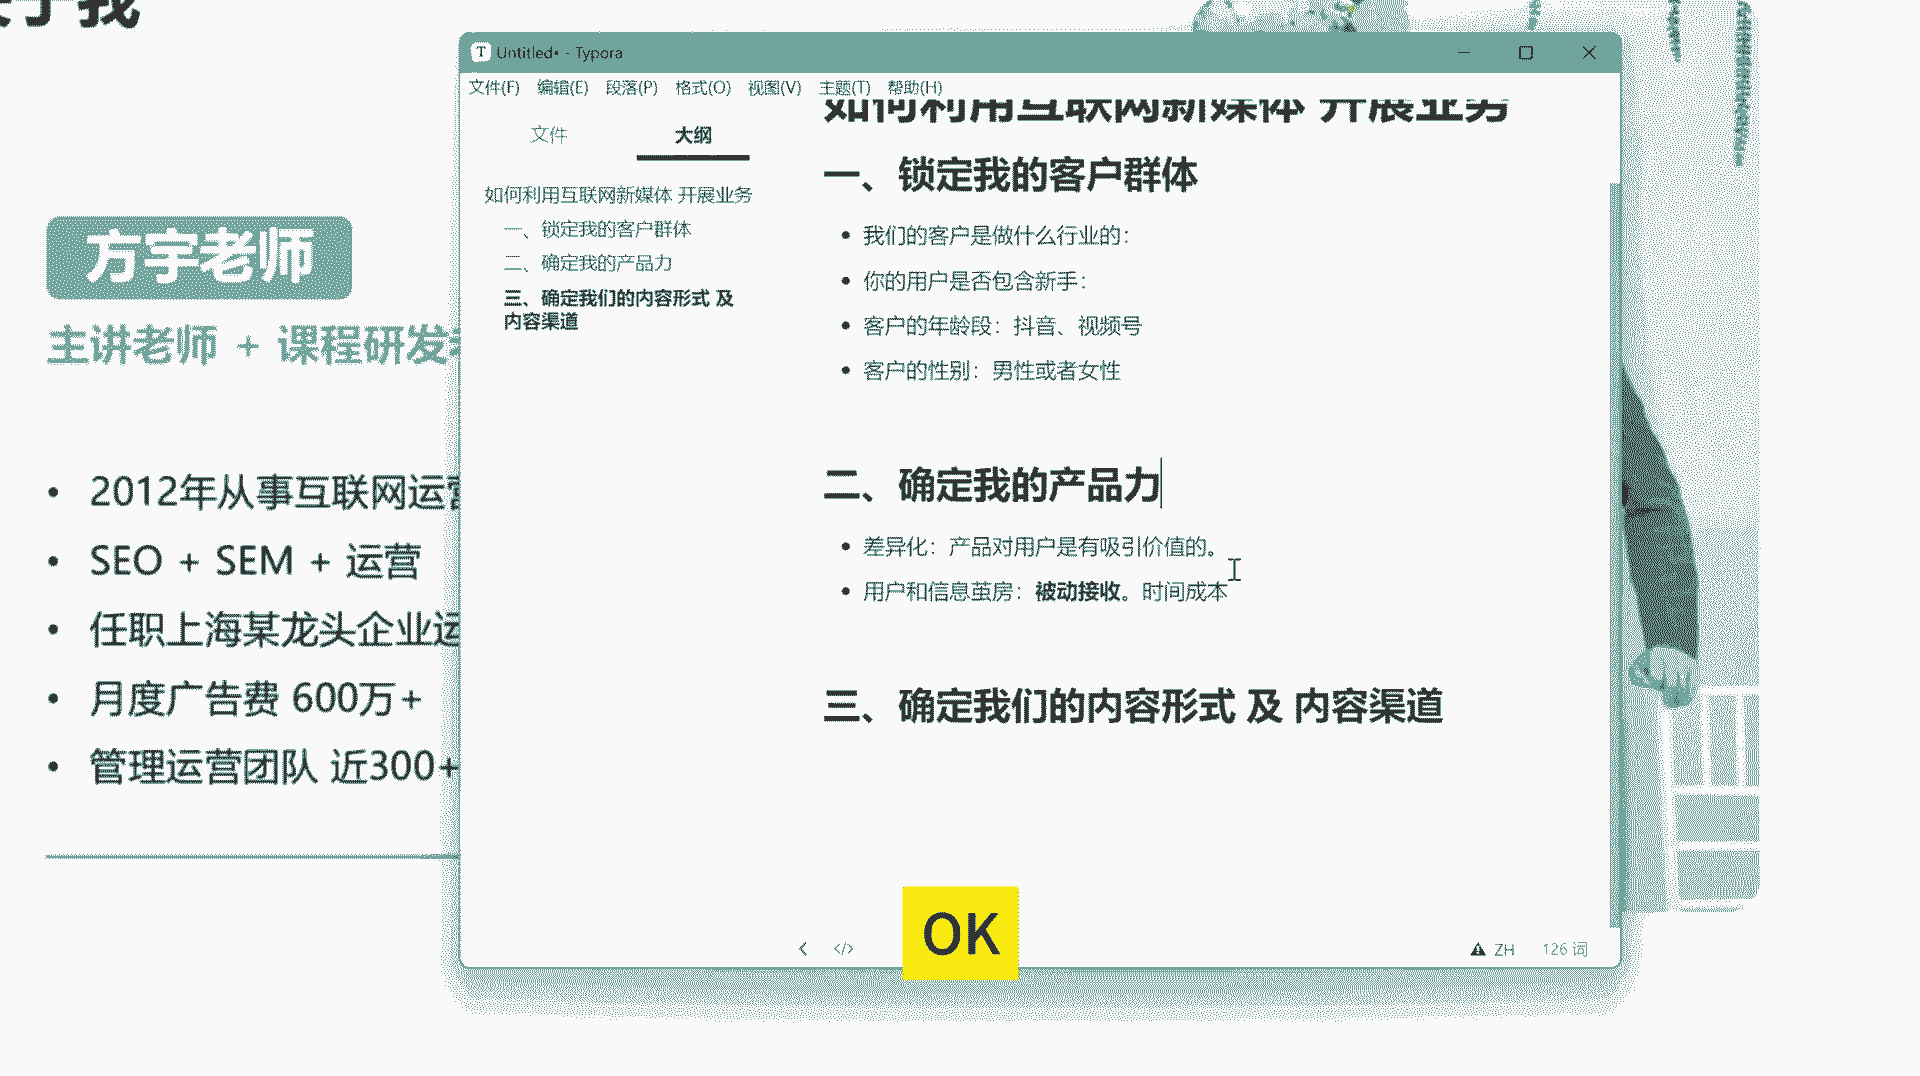 我
方宇老师
主讲老师 + 课程研发
2012年从事互联网运营
SEO + SEM + 运营
任职上海某龙头企业运
月度广告费 600万+
管理运营团队 近300+
Untitled• - Typora
文件(F) 编辑(E) 段落(P) 格式(O) 视图(V) 主题(T) 帮助(H)
文件 大纲
如何利用互联网新媒体 开展业务
一、锁定我的客户群体
二、确定我的产品力
三、确定我们的内容形式 及
内容渠道
如何利用互联网新媒体 开展业务
一、锁定我的客户群体
我们的客户是做什么行业的：
你的用户是否包含新手：
客户的年龄段：抖音、视频号
客户的性别：男性或者女性
二、确定我的产品力
差异化：产品对用户是有吸引价值的。
用户和信息茧房：被动接收。时间成本
三、确定我们的内容形式 及 内容渠道
</> ZH 126 词
OK